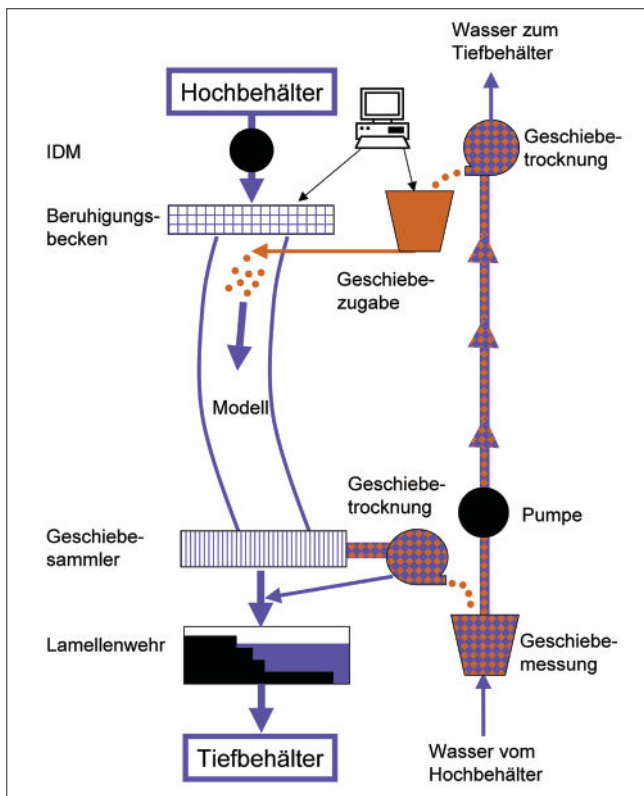 Wasser zum
Tiefbehälter
Hochbehälter
IDM
Geschiebe-
trocknung
Beruhigungs-
becken
Geschiebe-
zugabe
Modell
Geschiebe-
trocknung
Pumpe
Geschiebe-
sammler
Lamellenwehr
Geschiebe-
messung
Tiefbehälter
Wasser vom
Hochbehälter